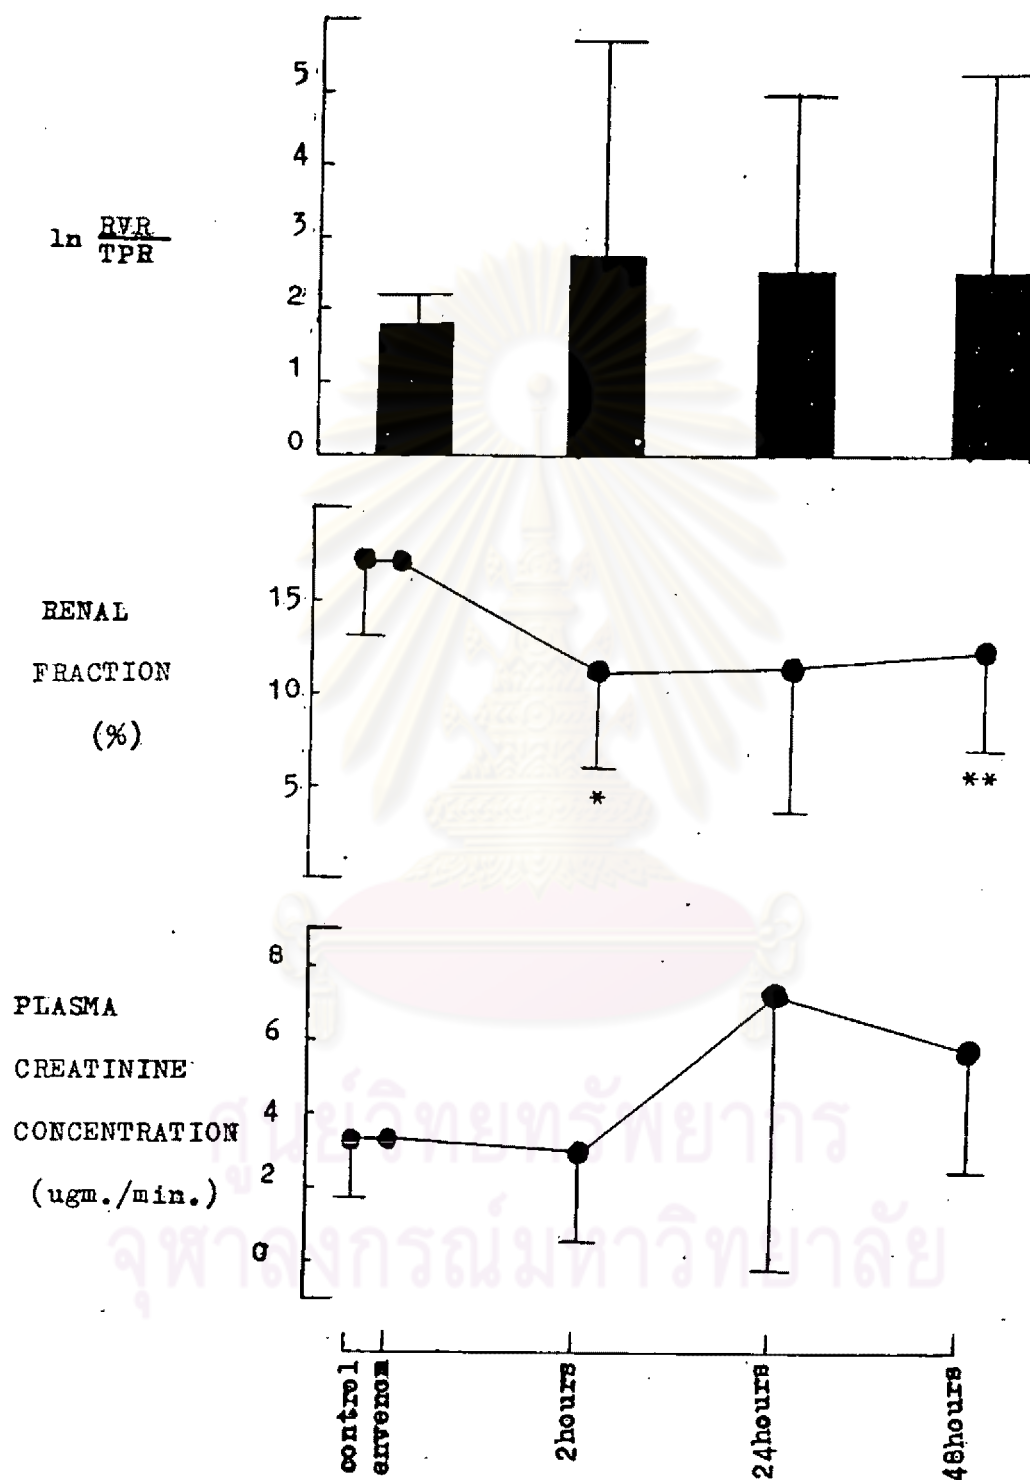 5
4
3
2
1
0
ln RVR
TPR
RENAL
FRACTION
(%)
15
10
5
*
**
PLASMA
CREATININE
CONCENTRATION
(ugm./min.)
8
6
4
2
0
control
envenom
2hours
24hours
48hours
ศูนย์วิทยทรัพยากร
จุฬาลงกรณ์มหาวิทยาลัย